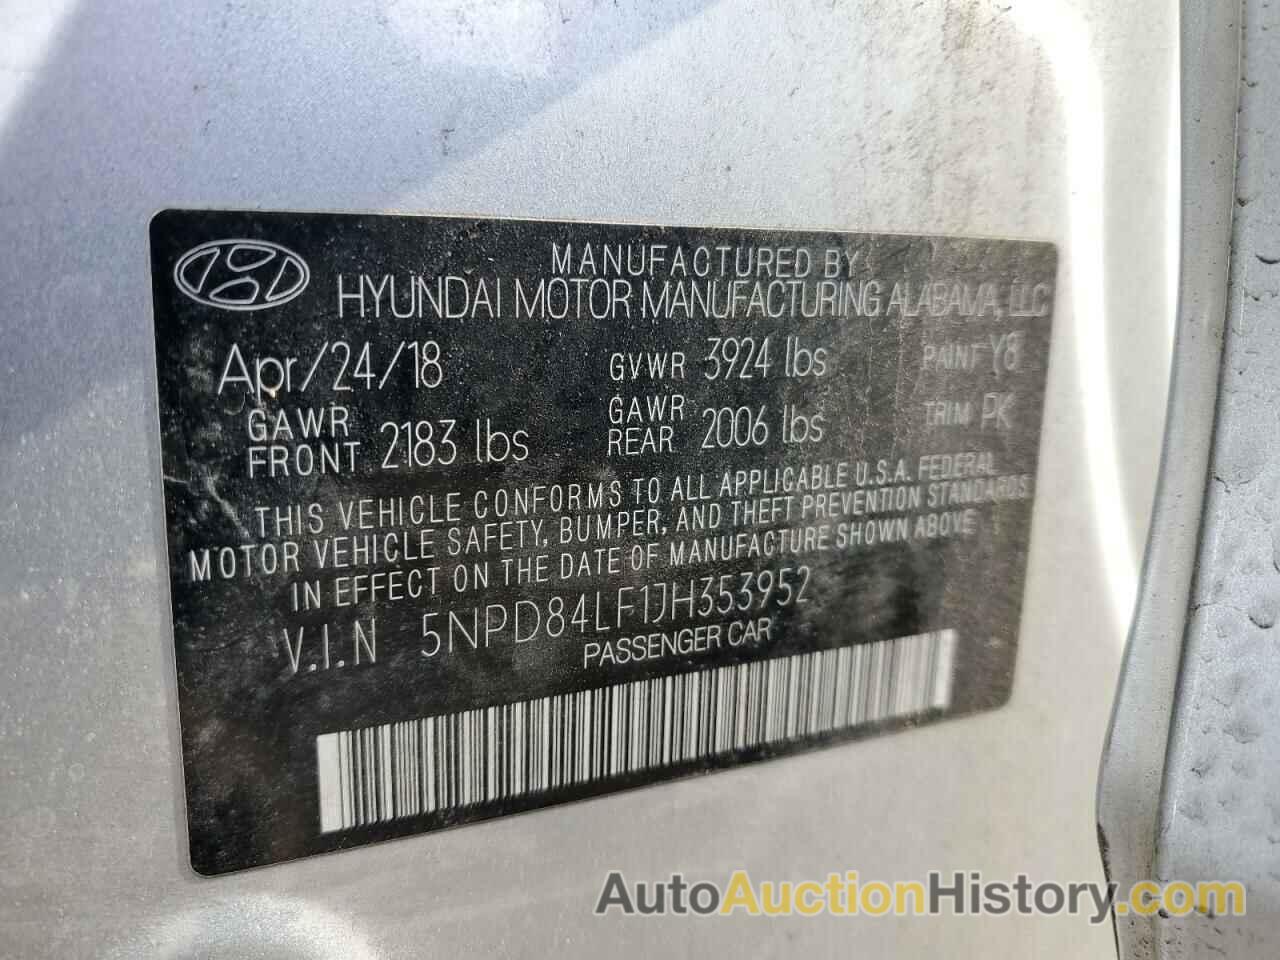 MANUFACTURED BY
HYUNDAI MOTOR MANUFACTURING ALABAMA, LLC
Apr/24/18 GVWR 3924 lbs PAINT Y8
GAWR FRONT 2183 lbs GAWR REAR 2006 lbs TRIM PK
THIS VEHICLE CONFORMS TO ALL APPLICABLE U.S.A. FEDERAL
MOTOR VEHICLE SAFETY, BUMPER, AND THEFT PREVENTION STANDARDS
IN EFFECT ON THE DATE OF MANUFACTURE SHOWN ABOVE
V.I.N 5NPD84LF1JH353952
PASSENGER CAR
AutoAuctionHistory.com